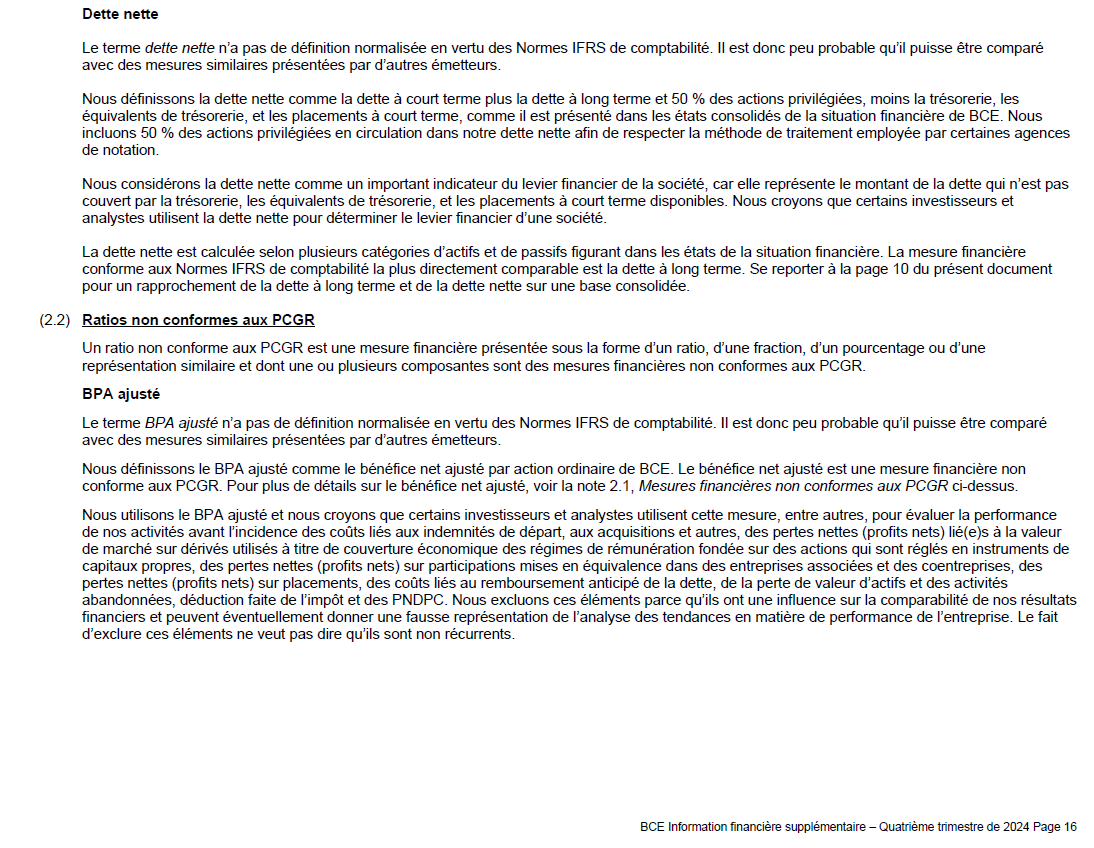 Dette nette
Le terme dette nette n’a pas de définition normalisée en vertu des Normes IFRS de comptabilité. Il est donc peu probable qu’il puisse être comparé
avec des mesures similaires présentées par d’autres émetteurs.
Nous définissons la dette nette comme la dette à court terme plus la dette à long terme et 50 % des actions privilégiées, moins la trésorerie, les
équivalents de trésorerie, et les placements à court terme, comme il est présenté dans les états consolidés de la situation financière de BCE. Nous
incluons 50 % des actions privilégiées en circulation dans notre dette nette afin de respecter la méthode de traitement employée par certaines agences
de notation.
Nous considérons la dette nette comme un important indicateur du levier financier de la société, car elle représente le montant de la dette qui n’est pas
couvert par la trésorerie, les équivalents de trésorerie, et les placements à court terme disponibles. Nous croyons que certains investisseurs et
analystes utilisent la dette nette pour déterminer le levier financier d’une société.
La dette nette est calculée selon plusieurs catégories d’actifs et de passifs figurant dans les états de la situation financière. La mesure financière
conforme aux Normes IFRS de comptabilité la plus directement comparable est la dette à long terme. Se reporter à la page 10 du présent document
pour un rapprochement de la dette à long terme et de la dette nette sur une base consolidée.
(2.2) Ratios non conformes aux PCGR
Un ratio non conforme aux PCGR est une mesure financière présentée sous la forme d’un ratio, d’une fraction, d’un pourcentage ou d’une
représentation similaire et dont une ou plusieurs composantes sont des mesures financières non conformes aux PCGR.
BPA ajusté
Le terme BPA ajusté n’a pas de définition normalisée en vertu des Normes IFRS de comptabilité. Il est donc peu probable qu’il puisse être comparé
avec des mesures similaires présentées par d’autres émetteurs.
Nous définissons le BPA ajusté comme le bénéfice net ajusté par action ordinaire de BCE. Le bénéfice net ajusté est une mesure financière non
conforme aux PCGR. Pour plus de détails sur le bénéfice net ajusté, voir la note 2.1, Mesures financières non conformes aux PCGR ci-dessus.
Nous utilisons le BPA ajusté et nous croyons que certains investisseurs et analystes utilisent cette mesure, entre autres, pour évaluer la performance
de nos activités avant l’incidence des coûts liés aux indemnités de départ, aux acquisitions et autres, des pertes nettes (profits nets) lié(e)s à la valeur
de marché sur dérivés utilisés à titre de couverture économique des régimes de rémunération fondée sur des actions qui sont réglés en instruments de
capitaux propres, des pertes nettes (profits nets) sur participations mises en équivalence dans des entreprises associées et des coentreprises, des
pertes nettes (profits nets) sur placements, des coûts liés au remboursement anticipé de la dette, de la perte de valeur d’actifs et des activités
abandonnées, déduction faite de l’impôt et des PNDPC. Nous excluons ces éléments parce qu’ils ont une influence sur la comparabilité de nos résultats
financiers et peuvent éventuellement donner une fausse représentation de l’analyse des tendances en matière de performance de l’entreprise. Le fait
d’exclure ces éléments ne veut pas dire qu’ils sont non récurrents.
BCE Information financière supplémentaire – Quatrième trimestre de 2024 Page 16